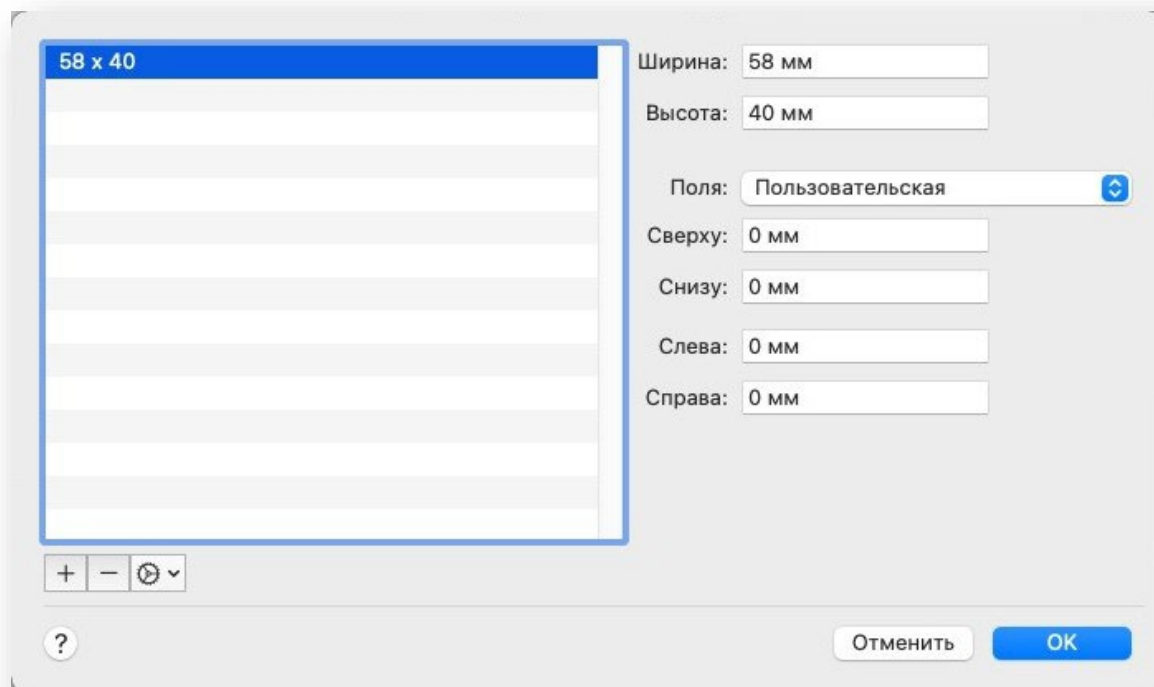 58 x 40
Ширина: 58 мм
Высота: 40 мм
Поля: Пользовательская
Сверху: 0 мм
Снизу: 0 мм
Слева: 0 мм
Справа: 0 мм
?
Отменить
OK